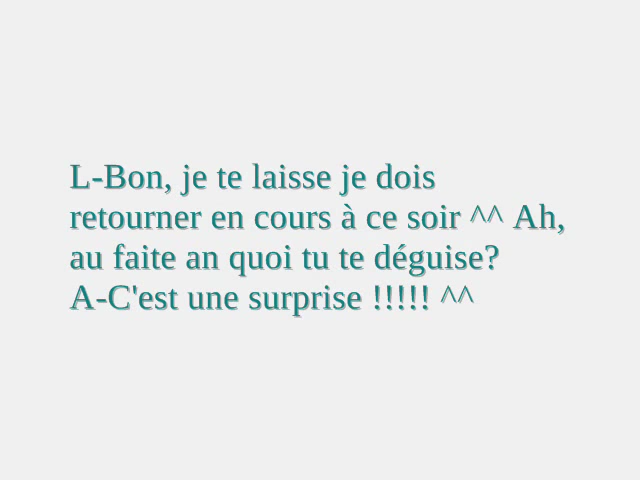 L-Bon, je te laisse je dois
retourner en cours à ce soir ^^ Ah,
au faite an quoi tu te déguise?
A-C'est une surprise !!!!! ^^